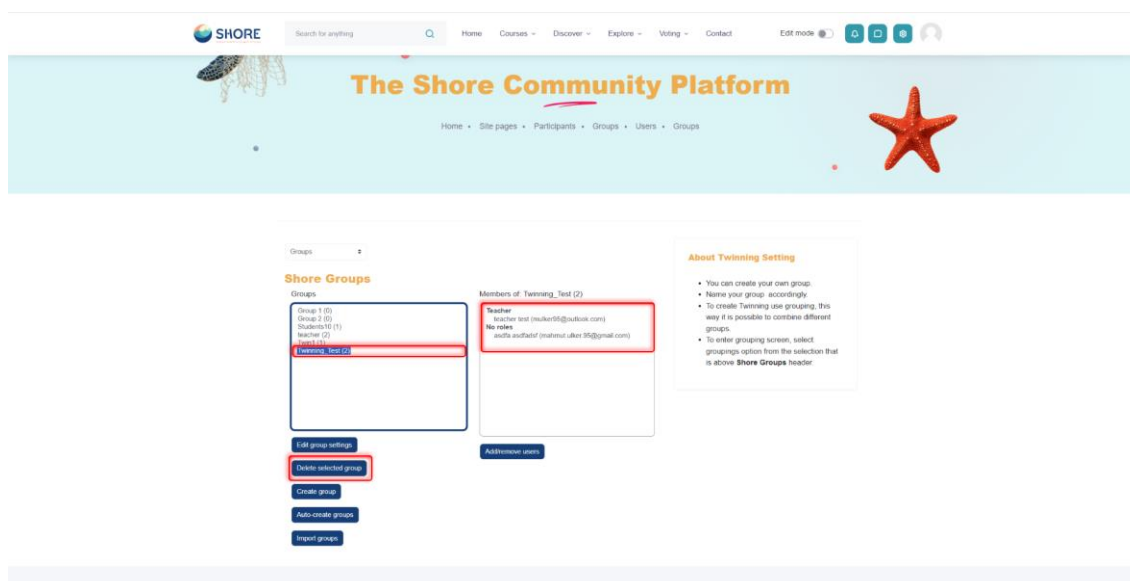 SHORE
Search for anything
Home Courses Discover Explore Voting Contact
Edit mode
The Shore Community Platform
Home • Site pages • Participants • Groups • Users • Groups
Groups
Shore Groups
Groups
Group 1 (0)
Group 2 (0)
Students10 (1)
teacher (2)
Twin1 (1)
Twinning_Test (2)
Edit group settings
Delete selected group
Create group
Auto-create groups
Import groups
Members of: Twinning_Test (2)
Teacher
teacher test (mulker95@outlook.com)
No roles
asdfa asdfadsf (mahmut.ulker.95@gmail.com)
Add/remove users
About Twinning Setting
• You can create your own group.
• Name your group accordingly.
• To create Twinning use grouping, this
way it is possible to combine different
groups.
• To enter grouping screen, select
groupings option from the selection that
is above Shore Groups header.